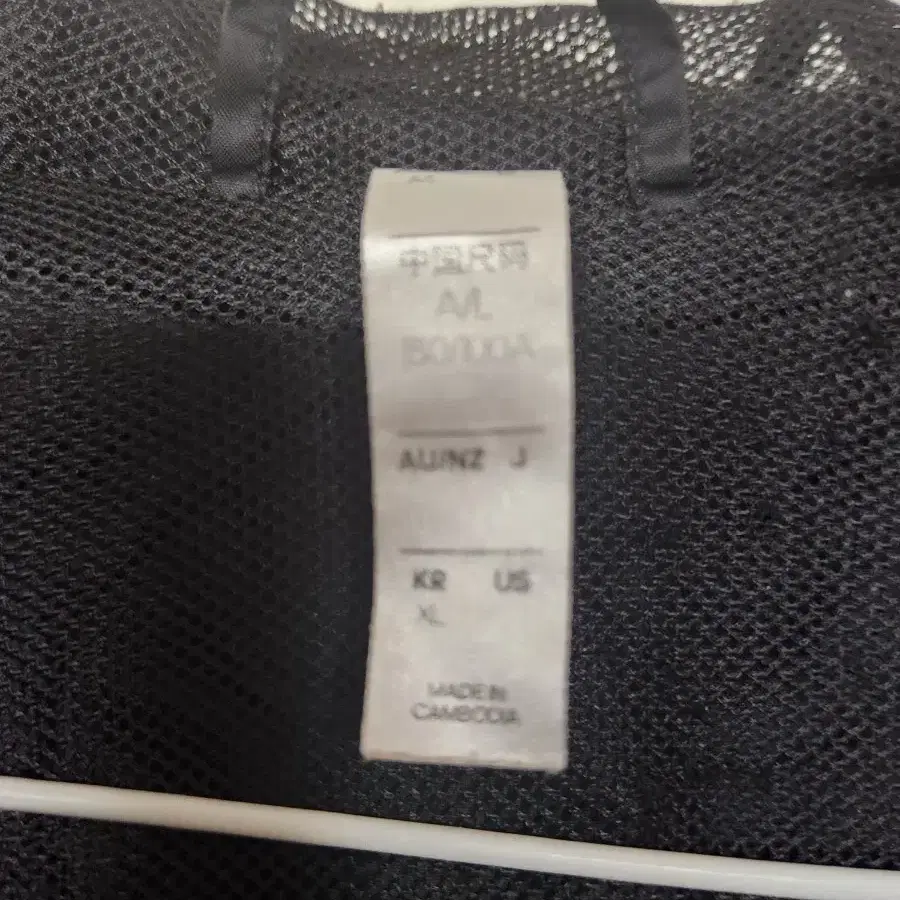 中国尺码
A/L
AU/NZ J
KR US
XL
MADE IN
CAMBODIA